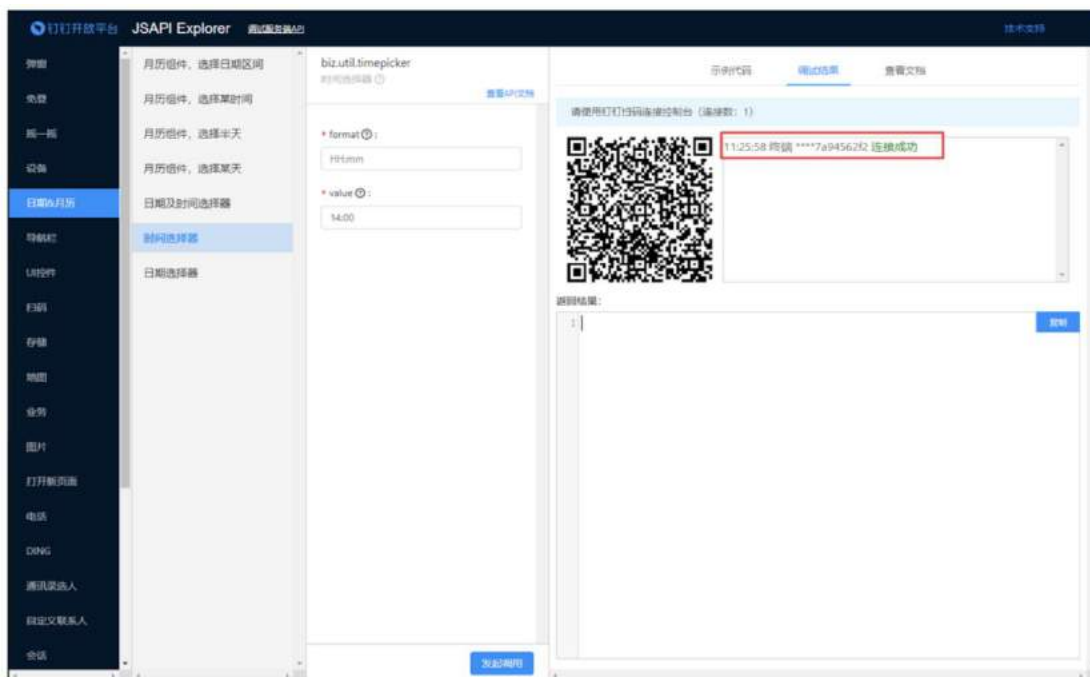 钉钉开放平台 JSAPI Explorer 调试服务端API 技术支持
弹窗
免登
摇一摇
设备
日期&月历
导航栏
UI控件
扫码
存储
地图
业务
图片
打开新页面
电话
DING
通讯录选人
自定义联系人
会话
月历组件，选择日期区间
月历组件，选择某时间
月历组件，选择半天
月历组件，选择某天
日期及时间选择器
时间选择器
日期选择器
biz.util.timepicker
时间选择器
查看API文档
* format :
HH:mm
* value :
14:00
发起调用
示例代码 调试结果 查看文档
请使用钉钉扫码连接控制台（连接数：1）
11:25:58 终端 ****7a94562f2 连接成功
返回结果：
1
复制